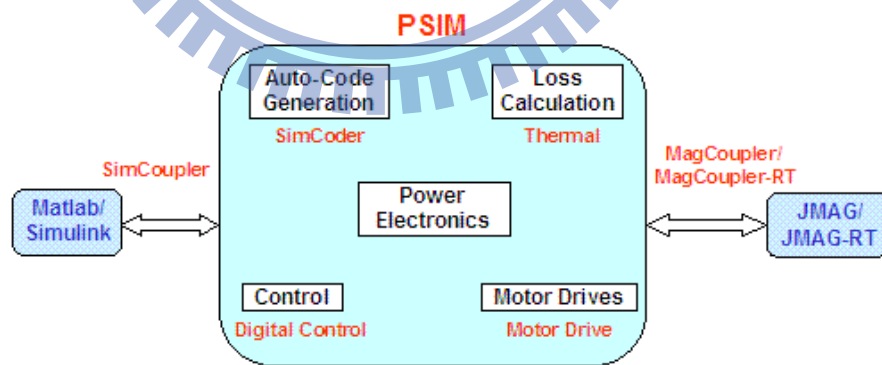 PSIM
Auto-Code
Generation
SimCoder
Loss
Calculation
Thermal
SimCoupler
Matlab/
Simulink
Power
Electronics
MagCoupler/
MagCoupler-RT
JMAG/
JMAG-RT
Control
Digital Control
Motor Drives
Motor Drive